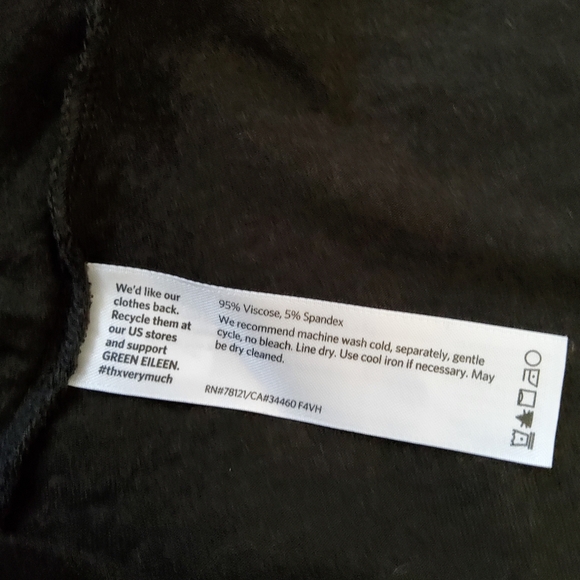 We'd like our
clothes back.
Recycle them at
our US stores
and support
GREEN EILEEN.
#thxverymuch
95% Viscose, 5% Spandex
We recommend machine wash cold, separately, gentle
cycle, no bleach. Line dry. Use cool iron if necessary. May
be dry cleaned.
RN#78121/CA#34460 F4VH